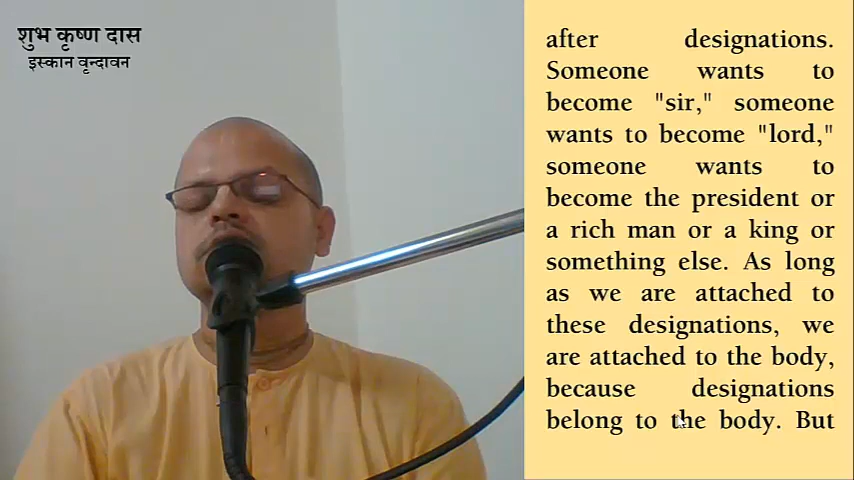 शुभ कृष्ण दास
इस्कान वृन्दावन
after designations.
Someone wants to
become "sir," someone
wants to become "lord,"
someone wants to
become the president or
a rich man or a king or
something else. As long
as we are attached to
these designations, we
are attached to the body,
because designations
belong to the body. But